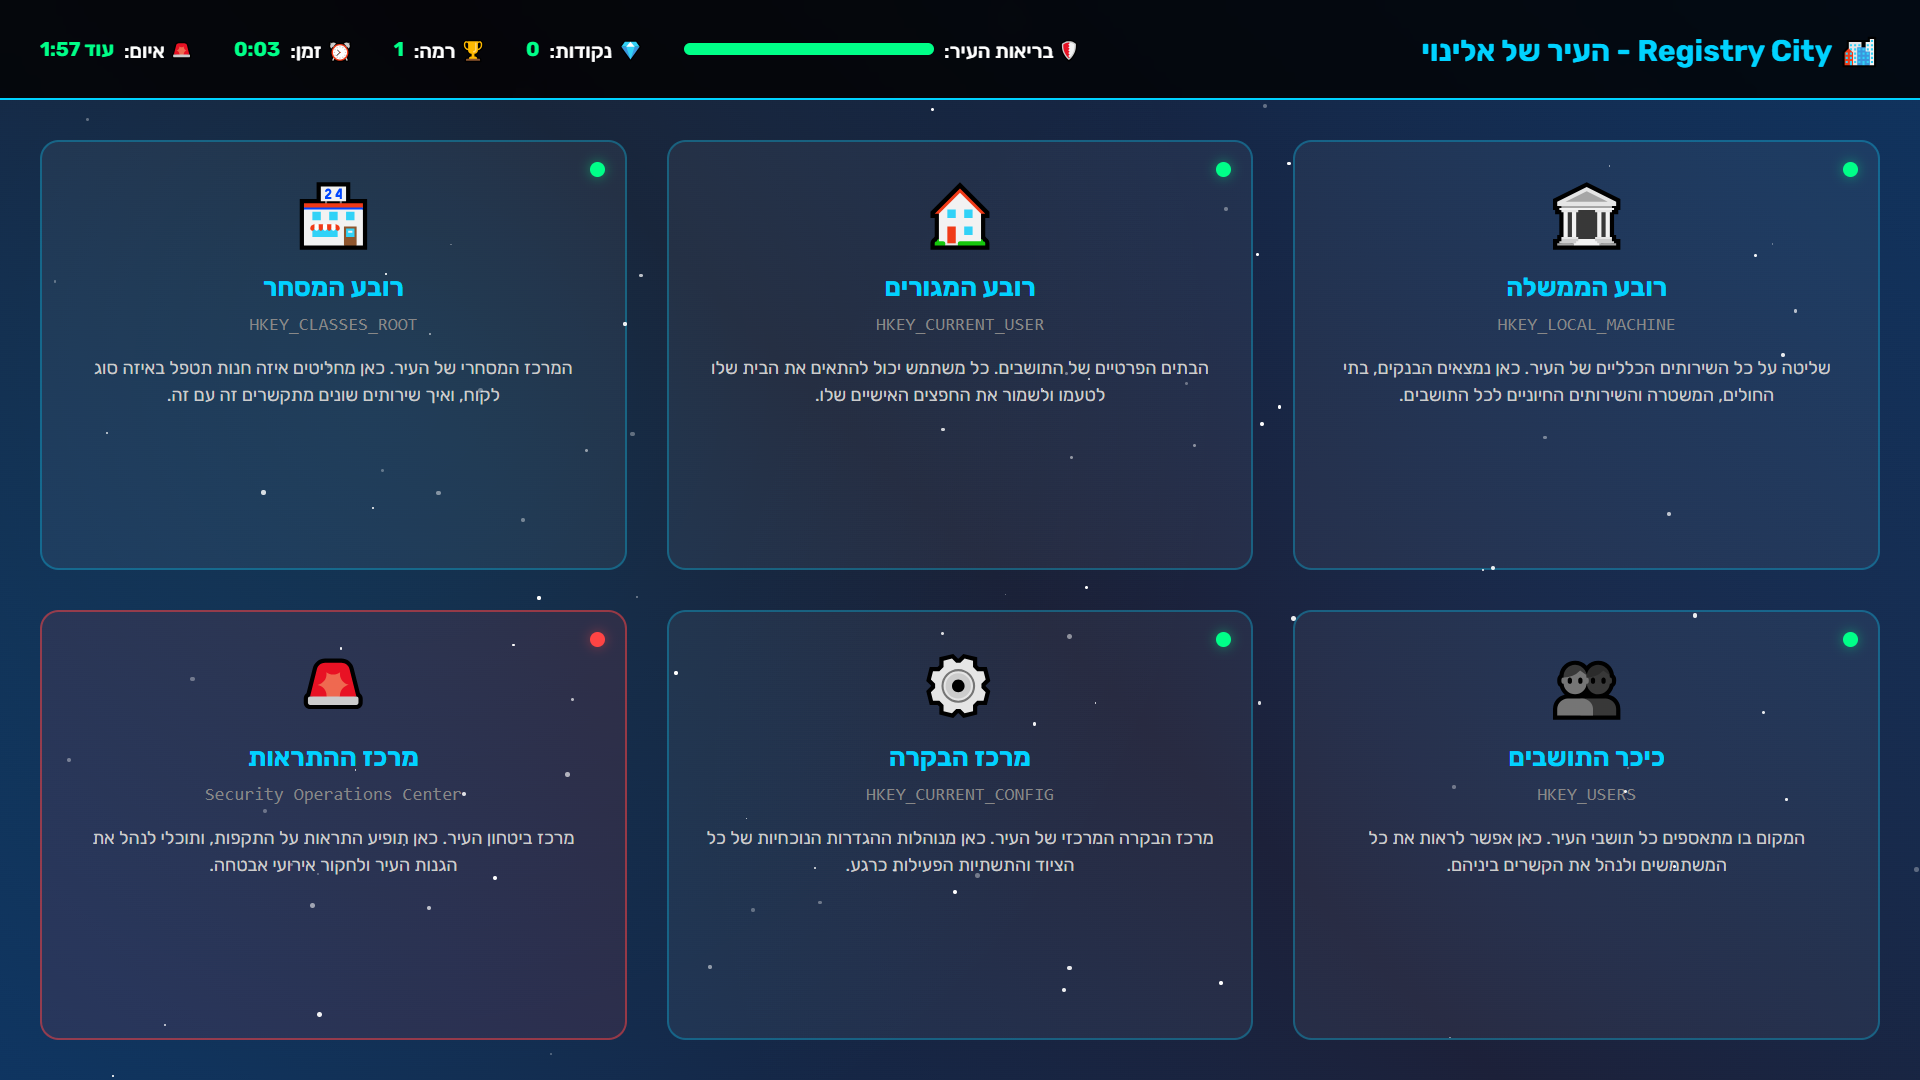 Registry City - העיר של אלינוי
בריאות העיר:
נקודות: 0
רמה: 1
זמן: 0:03
איום: עוד 1:57
רובע הממשלה
HKEY_LOCAL_MACHINE
שליטה על כל השירותים הכלליים של העיר. כאן נמצאים הבנקים, בתי
החולים, המשטרה והשירותים החיוניים לכל התושבים.
רובע המגורים
HKEY_CURRENT_USER
הבתים הפרטיים של התושבים. כל משתמש יכול להתאים את הבית שלו
לטעמו ולשמור את החפצים האישיים שלו.
24
רובע המסחר
HKEY_CLASSES_ROOT
המרכז המסחרי של העיר. כאן מחליטים איזה חנות תטפל באיזה סוג
לקוח, ואיך שירותים שונים מתקשרים זה עם זה.
כיכר התושבים
HKEY_USERS
המקום בו מתאספים כל תושבי העיר. כאן אפשר לראות את כל
המשתמשים ולנהל את הקשרים ביניהם.
מרכז הבקרה
HKEY_CURRENT_CONFIG
מרכז הבקרה המרכזי של העיר. כאן מנוהלות ההגדרות הנוכחיות של כל
הציוד והתשתיות הפעילות כרגע.
מרכז ההתראות
Security Operations Center
מרכז ביטחון העיר. כאן תופיע התראות על התקפות, ותוכלי לנהל את
הגנות העיר ולחקור אירועי אבטחה.